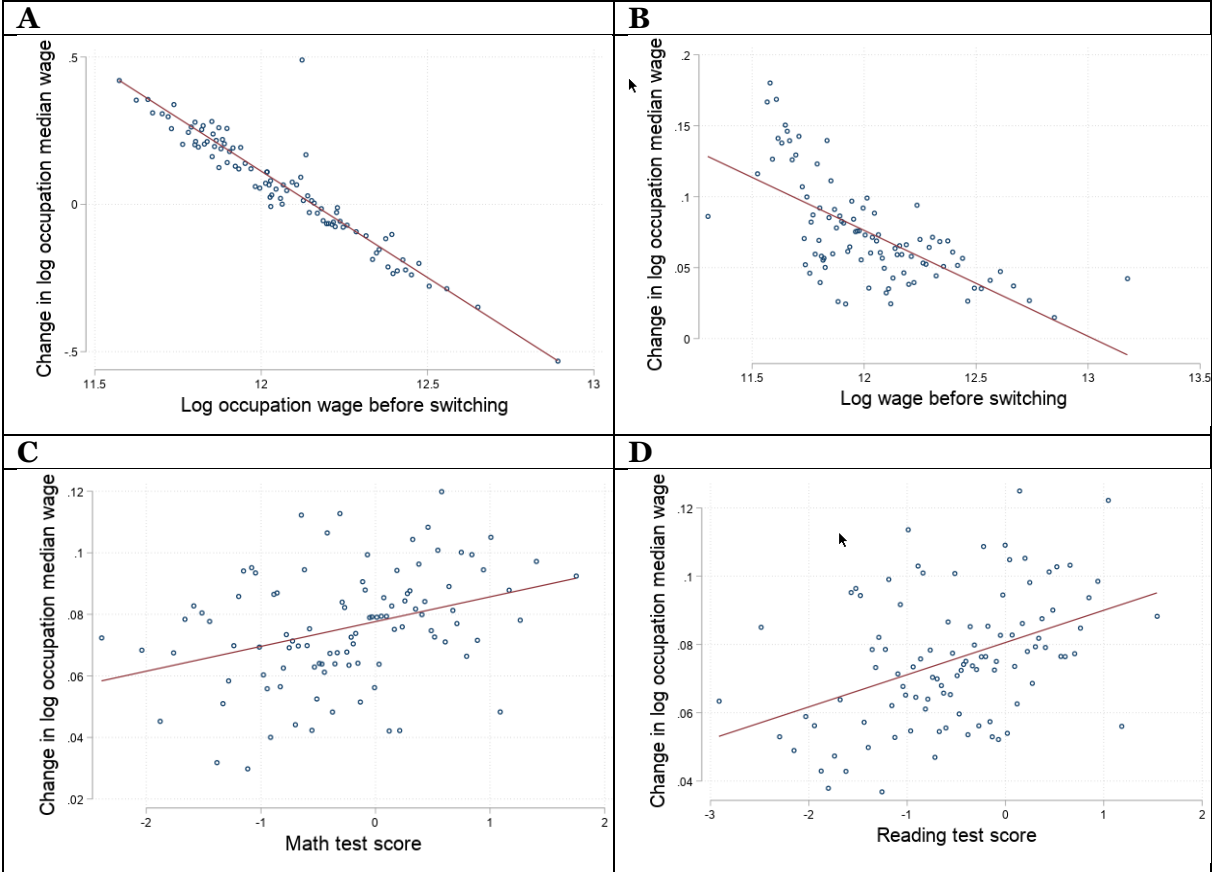 A
Change in log occupation median wage
.5
0
-.5
11.5 12 12.5 13
Log occupation wage before switching
B
Change in log occupation median wage
.2
.15
.1
.05
0
11.5 12 12.5 13 13.5
Log wage before switching
C
Change in log occupation median wage
.12
.1
.08
.06
.04
.02
-2 -1 0 1 2
Math test score
D
Change in log occupation median wage
.12
.1
.08
.06
.04
-3 -2 -1 0 1 2
Reading test score